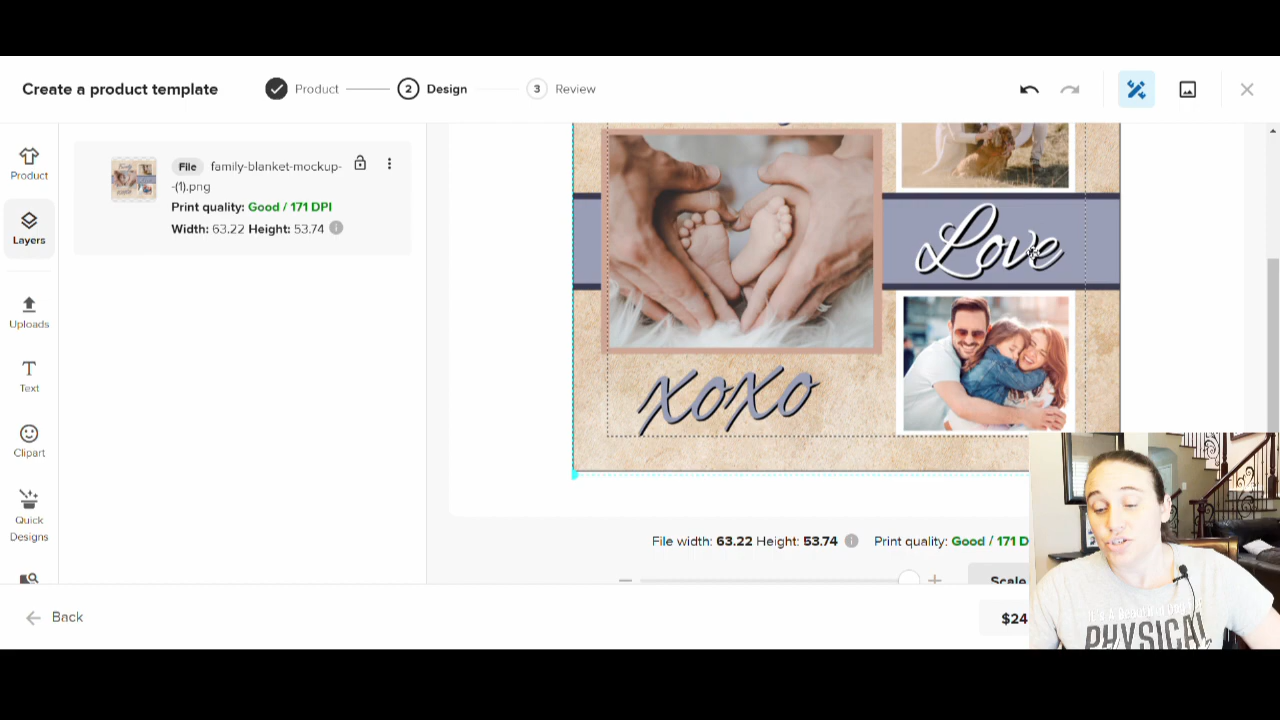 Create a product template
Product
2 Design
3 Review
Product
Layers
Uploads
Text
Clipart
Quick
Designs
File family-blanket-mockup-
-(1).png
Print quality: Good / 171 DPI
Width: 63.22 Height: 53.74
Love
xoxo
File width: 63.22 Height: 53.74 Print quality: Good / 171 D
Scale
Back
$24
PHYSICAL